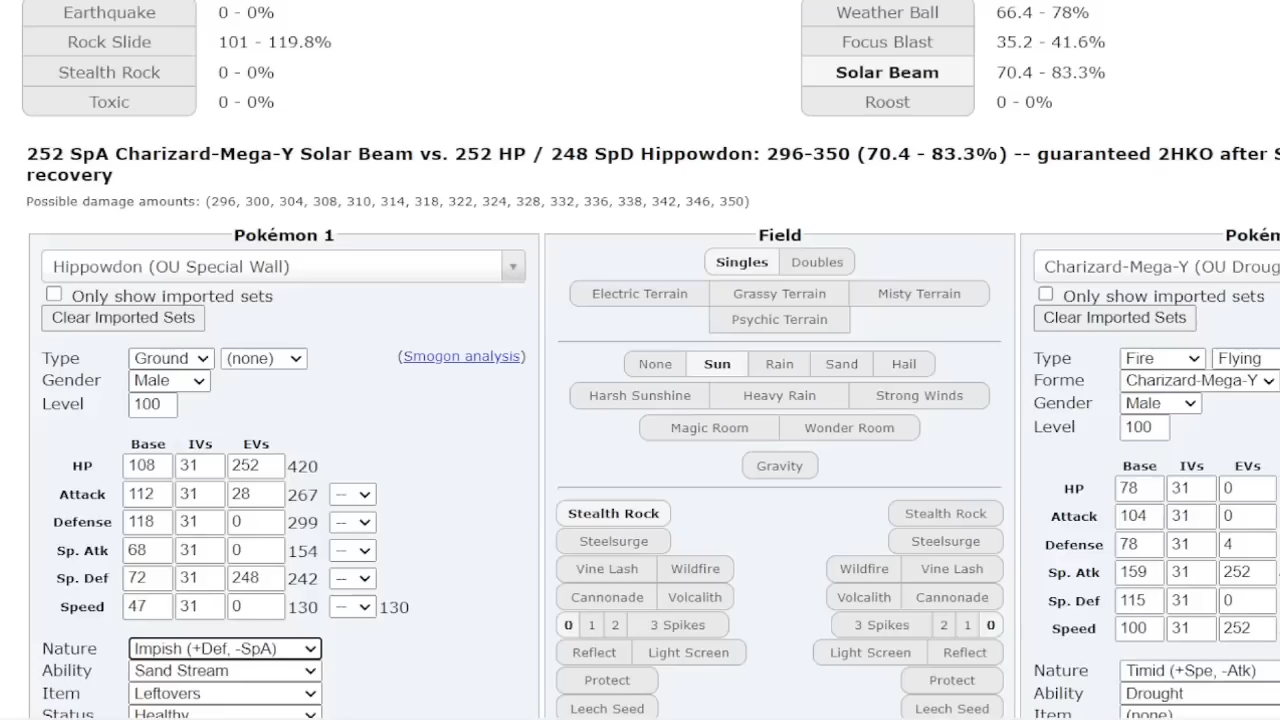 Earthquake 0 - 0% Weather Ball 66.4 - 78%
Rock Slide 101 - 119.8% Focus Blast 35.2 - 41.6%
Stealth Rock 0 - 0% Solar Beam 70.4 - 83.3%
Toxic 0 - 0% Roost 0 - 0%
252 SpA Charizard-Mega-Y Solar Beam vs. 252 HP / 248 SpD Hippowdon: 296-350 (70.4 - 83.3%) -- guaranteed 2HKO after
recovery
Possible damage amounts: (296, 300, 304, 308, 310, 314, 318, 322, 324, 328, 332, 336, 338, 342, 346, 350)
Pokémon 1
Hippowdon (OU Special Wall)
Only show imported sets
Clear Imported Sets
Type Ground (none) (Smogon analysis)
Gender Male
Level 100
Base IVs EVs
HP 108 31 252 420
Attack 112 31 28 267 --
Defense 118 31 0 299 --
Sp. Atk 68 31 0 154 --
Sp. Def 72 31 248 242 --
Speed 47 31 0 130 -- 130
Nature Impish (+Def, -SpA)
Ability Sand Stream
Item Leftovers
Status Healthy
Field
Singles Doubles
Electric Terrain Grassy Terrain Misty Terrain
Psychic Terrain
None Sun Rain Sand Hail
Harsh Sunshine Heavy Rain Strong Winds
Magic Room Wonder Room
Gravity
Stealth Rock Stealth Rock
Steelsurge Steelsurge
Vine Lash Wildfire Wildfire Vine Lash
Cannonade Volcalith Volcalith Cannonade
0 1 2 3 Spikes 3 Spikes 2 1 0
Reflect Light Screen Light Screen Reflect
Protect Protect
Leech Seed Leech Seed
Pokém
Charizard-Mega-Y (OU Droug
Only show imported sets
Clear Imported Sets
Type Fire Flying
Forme Charizard-Mega-Y
Gender Male
Level 100
Base IVs EVs
HP 78 31 0
Attack 104 31 0
Defense 78 31 4
Sp. Atk 159 31 252
Sp. Def 115 31 0
Speed 100 31 252
Nature Timid (+Spe, -Atk)
Ability Drought
Item (none)